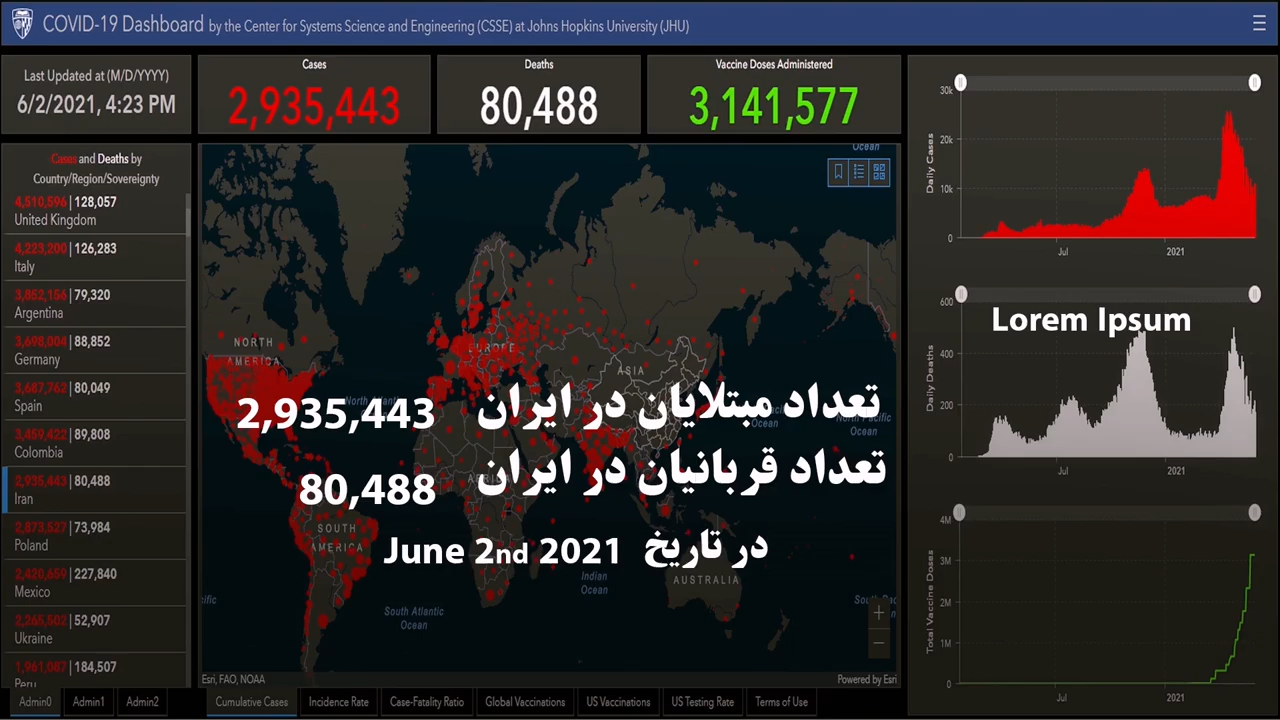 COVID-19 Dashboard by the Center for Systems Science and Engineering (CSSE) at Johns Hopkins University (JHU)
Last Updated at (M/D/YYYY)
6/2/2021, 4:23 PM
Cases
2,935,443
Deaths
80,488
Vaccine Doses Administered
3,141,577
Cases and Deaths by
Country/Region/Sovereignty
4,510,596 | 128,057
United Kingdom
4,223,200 | 126,283
Italy
3,852,156 | 79,320
Argentina
3,698,004 | 88,852
Germany
3,687,762 | 80,049
Spain
3,459,422 | 89,808
Colombia
2,935,443 | 80,488
Iran
2,873,527 | 73,984
Poland
2,420,659 | 227,840
Mexico
2,265,502 | 52,907
Ukraine
1,961,087 | 184,507
Peru
Admin0
Admin1
Admin2
Ocean
NORTH
AMERICA
EUROPE
ASIA
North Pacific
Ocean
تعداد مبتلایان در ایران 2,935,443
تعداد قربانیان در ایران 80,488
در تاریخ June 2nd 2021
SOUTH
AMERICA
AUSTRALIA
Indian
Ocean
South Atlantic
Ocean
Esri, FAO, NOAA
Powered by Esri
Cumulative Cases
Incidence Rate
Case-Fatality Ratio
Global Vaccinations
US Vaccinations
US Testing Rate
Terms of Use
Daily Cases
30k
20k
10k
0
Jul
2021
Lorem Ipsum
Daily Deaths
600
400
200
0
Jul
2021
Total Vaccine Doses
4M
3M
2M
1M
0
Jul
2021